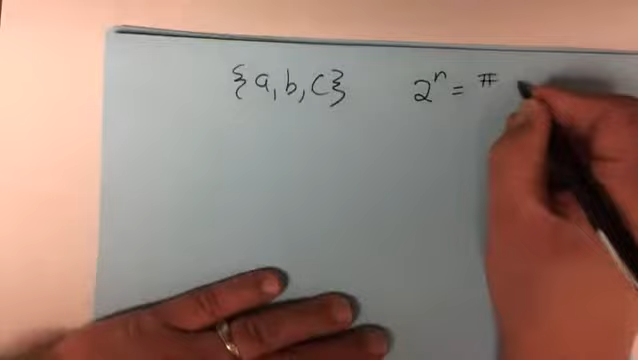 {a, b, c} 2ⁿ = #